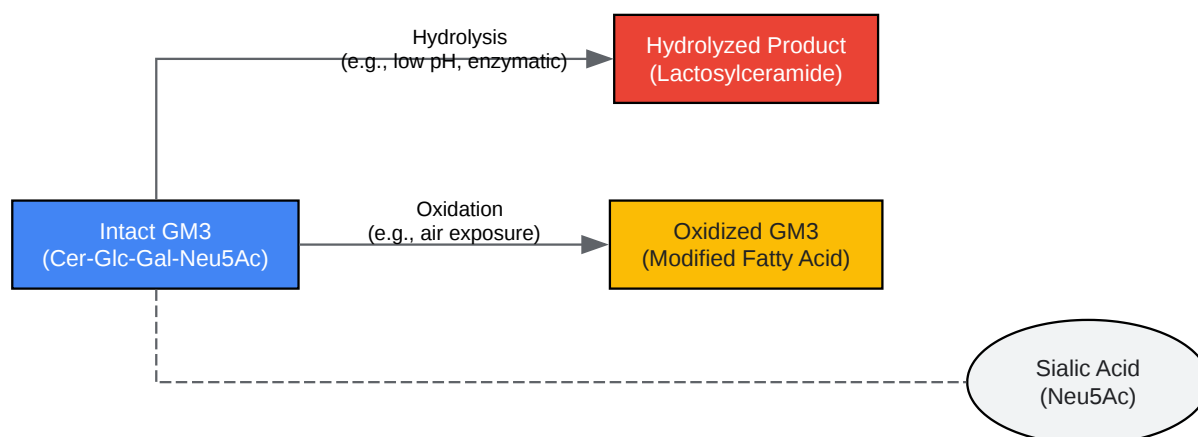 Hydrolysis
(e.g., low pH, enzymatic)
Hydrolyzed Product
(Lactosylceramide)
Intact GM3
(Cer-Glc-Gal-Neu5Ac)
Oxidation
(e.g., air exposure)
Oxidized GM3
(Modified Fatty Acid)
Sialic Acid
(Neu5Ac)